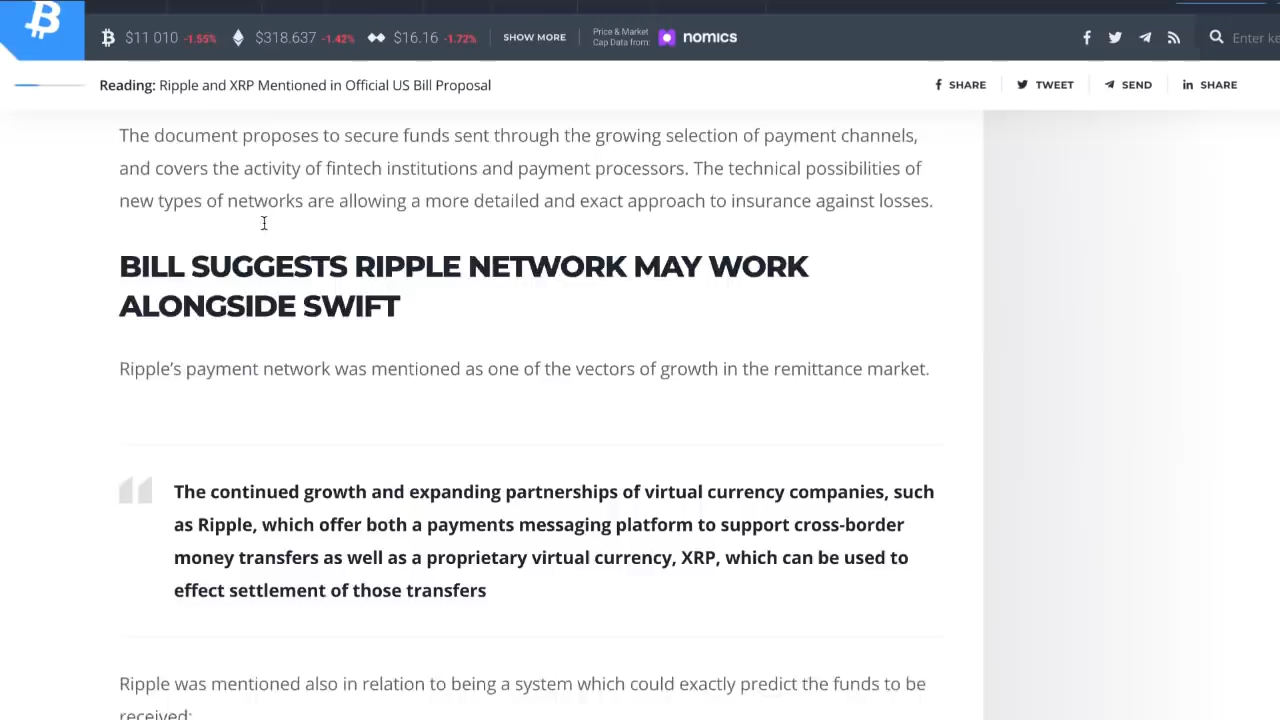 $11 010 -1.55% $318.637 -1.42% $16.16 -1.72% SHOW MORE Price & Market Cap Data from: nomics Enter ke
Reading: Ripple and XRP Mentioned in Official US Bill Proposal SHARE TWEET SEND SHARE
The document proposes to secure funds sent through the growing selection of payment channels,
and covers the activity of fintech institutions and payment processors. The technical possibilities of
new types of networks are allowing a more detailed and exact approach to insurance against losses.
BILL SUGGESTS RIPPLE NETWORK MAY WORK
ALONGSIDE SWIFT
Ripple’s payment network was mentioned as one of the vectors of growth in the remittance market.
The continued growth and expanding partnerships of virtual currency companies, such
as Ripple, which offer both a payments messaging platform to support cross-border
money transfers as well as a proprietary virtual currency, XRP, which can be used to
effect settlement of those transfers
Ripple was mentioned also in relation to being a system which could exactly predict the funds to be
received: